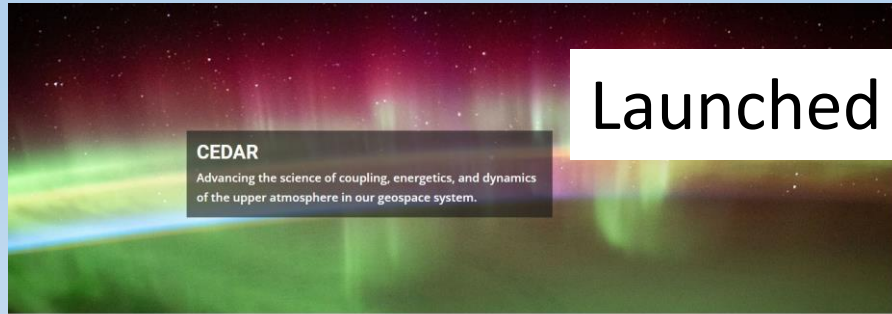 Launched
CEDAR
Advancing the science of coupling, energetics, and dynamics
of the upper atmosphere in our geospace system.